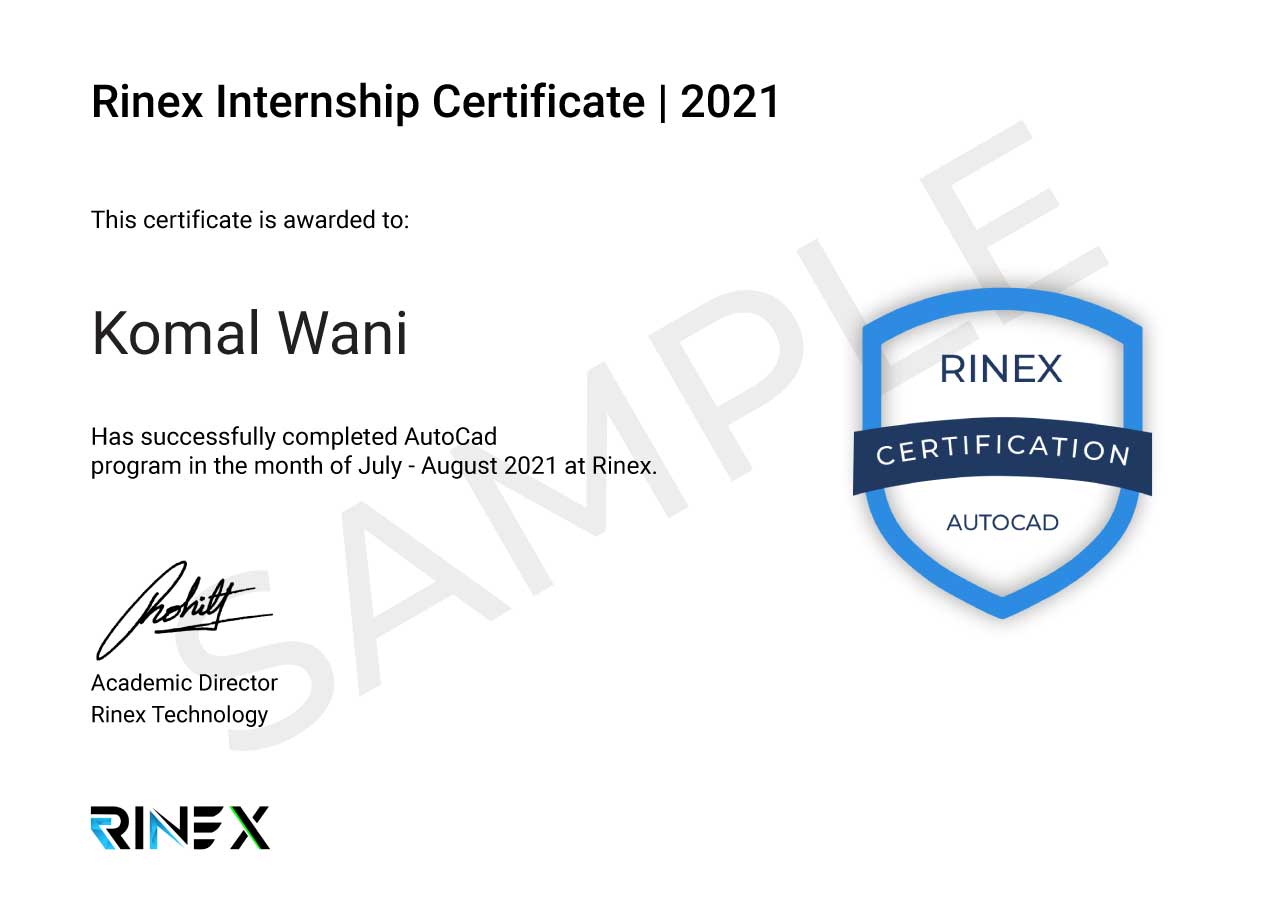 Rinex Internship Certificate | 2021
This certificate is awarded to:
Komal Wani
Has successfully completed AutoCad
program in the month of July - August 2021 at Rinex.
SAMPLE
RINEX
CERTIFICATION
AUTOCAD
Rohitt
Academic Director
Rinex Technology
RINEX